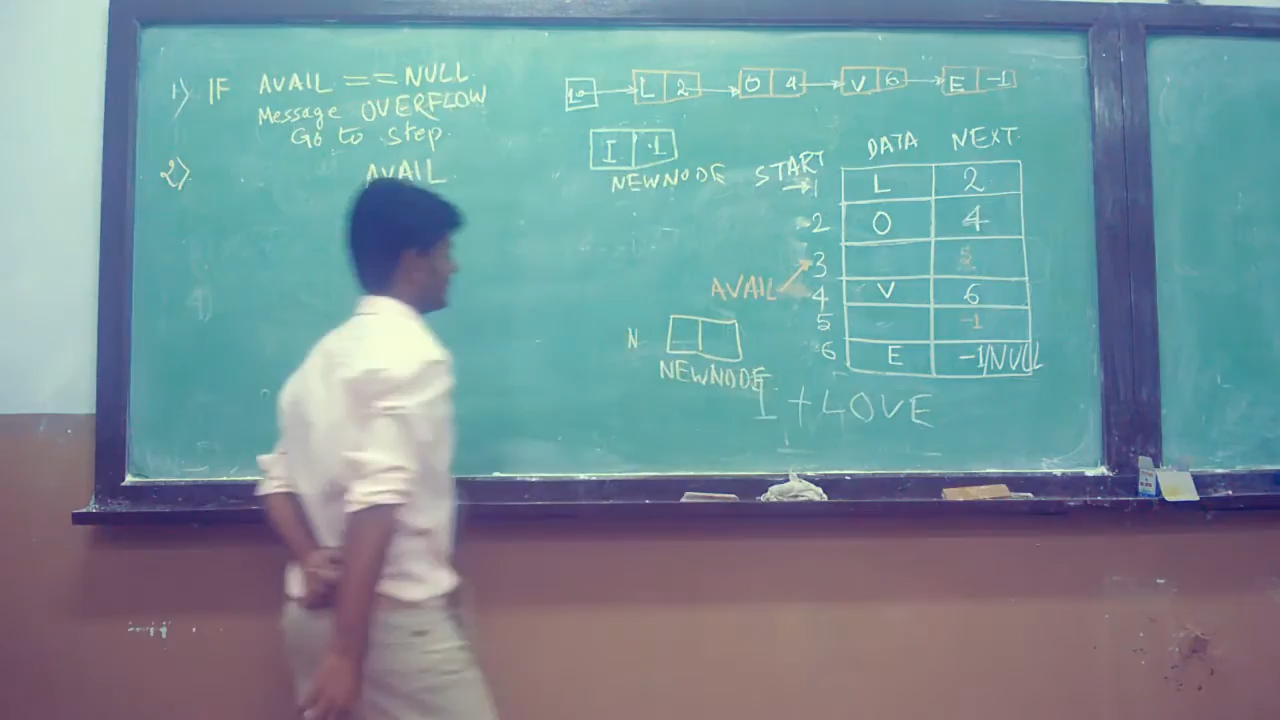 1) IF AVAIL == NULL
Message OVERFLOW
Go to step.
2) AVAIL
L 2 O 4 V 6 E -1
I 1
NEWNODE
START
DATA NEXT
1 L 2
2 O 4
3
AVAIL
4 V 6
5 -1
6 E -1/NULL
N
NEWNODE
I + LOVE